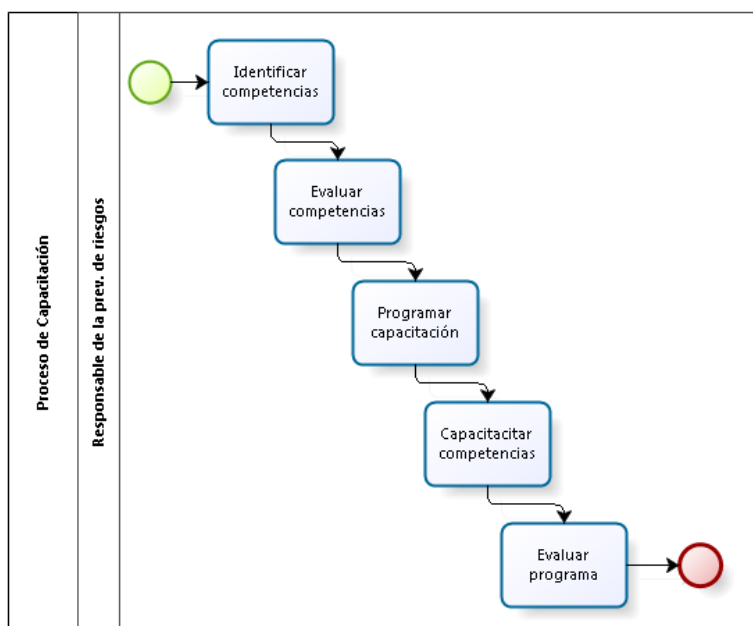 Proceso de Capacitación
Responsable de la prev. de riesgos
Identificar
competencias
Evaluar
competencias
Programar
capacitación
Capacitacitar
competencias
Evaluar
programa